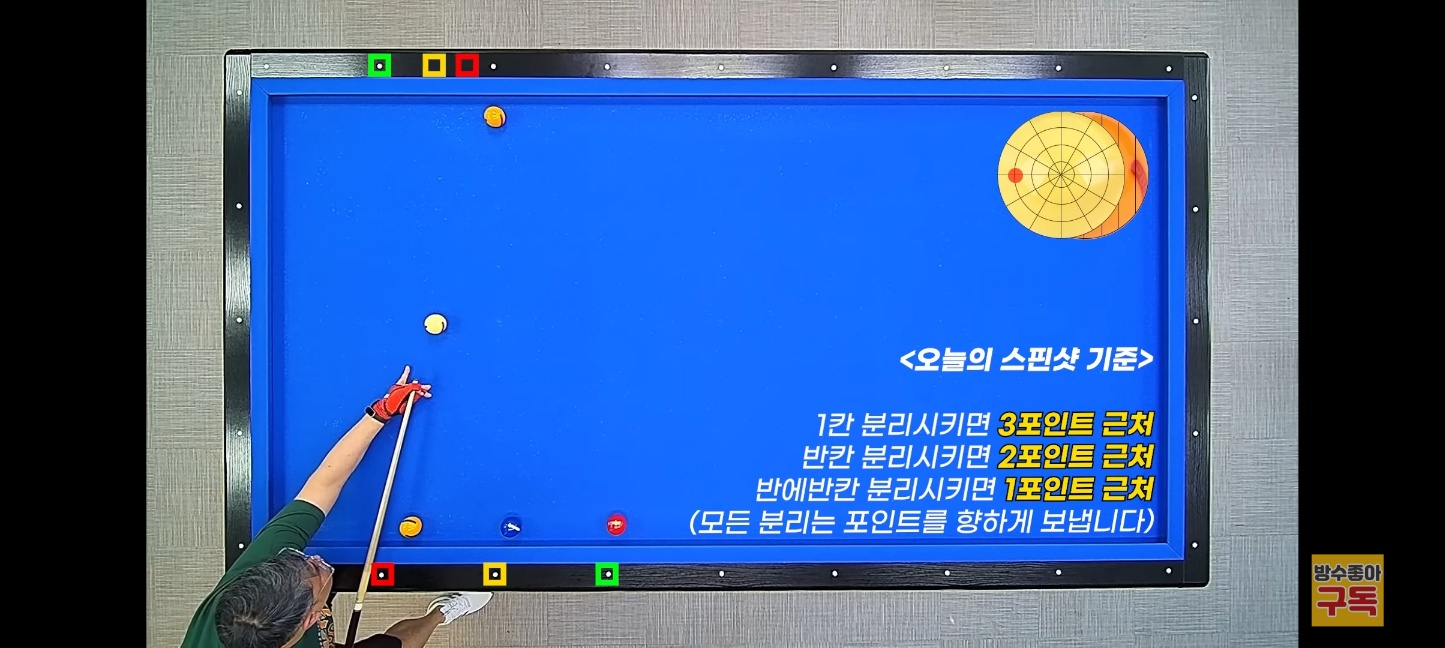 <오늘의 스핀샷 기준>
1칸 분리시키면 3포인트 근처
반칸 분리시키면 2포인트 근처
반에반칸 분리시키면 1포인트 근처
(모든 분리는 포인트를 향하게 보냅니다)
방수좋아
구독